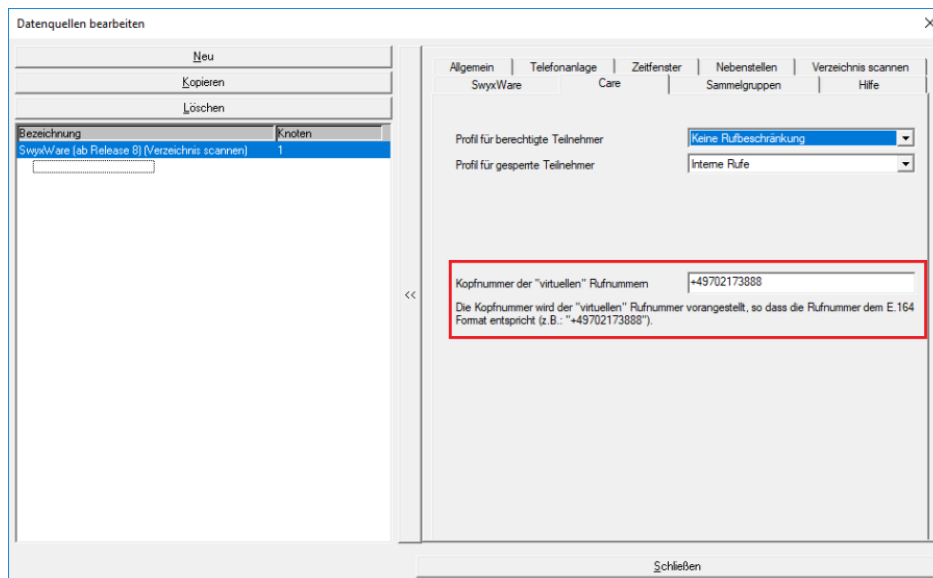 Datenquellen bearbeiten
Neu
Kopieren
Löschen
Bezeichnung Knoten
SwyxWare (ab Release 8) (Verzeichnis scannen) 1
<<
Allgemein Telefonanlage Zeitfenster Nebenstellen Verzeichnis scannen
SwyxWare Care Sammelgruppen Hilfe
Profil für berechtigte Teilnehmer Keine Rufbeschränkung
Profil für gesperrte Teilnehmer Interne Rufe
Kopfnummer der "virtuellen" Rufnummern +49702173888
Die Kopfnummer wird der "virtuellen" Rufnummer vorangestellt, so dass die Rufnummer dem E.164
Format entspricht (z.B.: "+49702173888").
Schließen